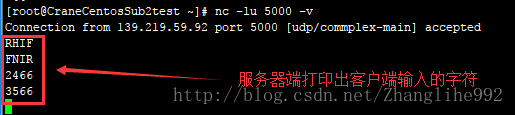 [root@CraneCentosSub2test ~]# nc -lu 5000 -v
Connection from 139.219.59.92 port 5000 [udp/commplex-main] accepted
RHIF
FNIR
2466
3566
服务器端打印出客户端输入的字符
http://blog.csdn.net/Zhanglihe992